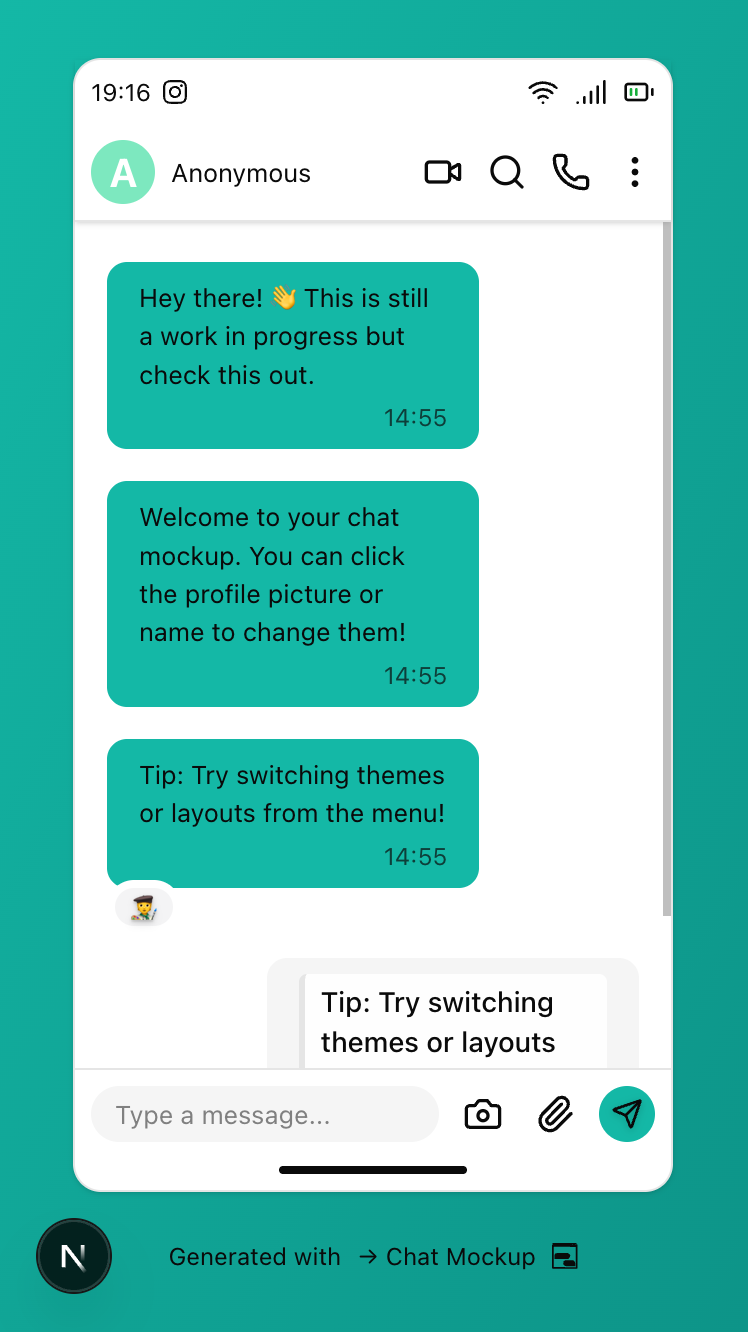 19:16
A Anonymous
Hey there! 👋 This is still
a work in progress but
check this out.
14:55
Welcome to your chat
mockup. You can click
the profile picture or
name to change them!
14:55
Tip: Try switching themes
or layouts from the menu!
14:55
Tip: Try switching
themes or layouts
Type a message...
N
Generated with → Chat Mockup